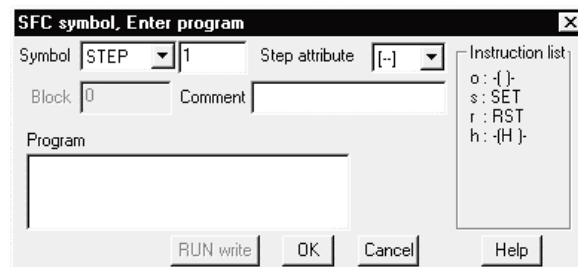 SFC symbol, Enter program
Symbol STEP 1 Step attribute [--]
Block 0 Comment
Program
Instruction list
o : -( )-
s : SET
r : RST
h : -(H )-
RUN write OK Cancel Help